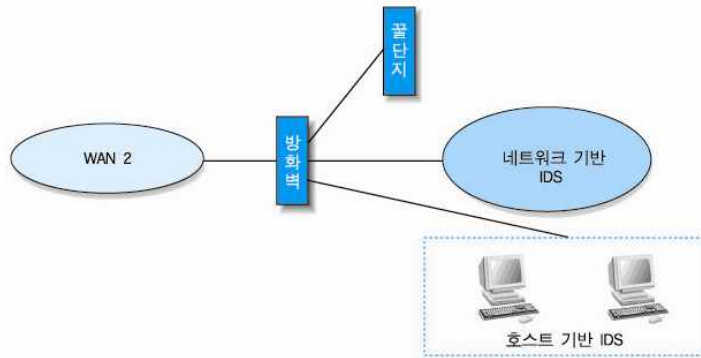 꿀단지
WAN 2
방화벽
네트워크 기반
IDS
호스트 기반 IDS